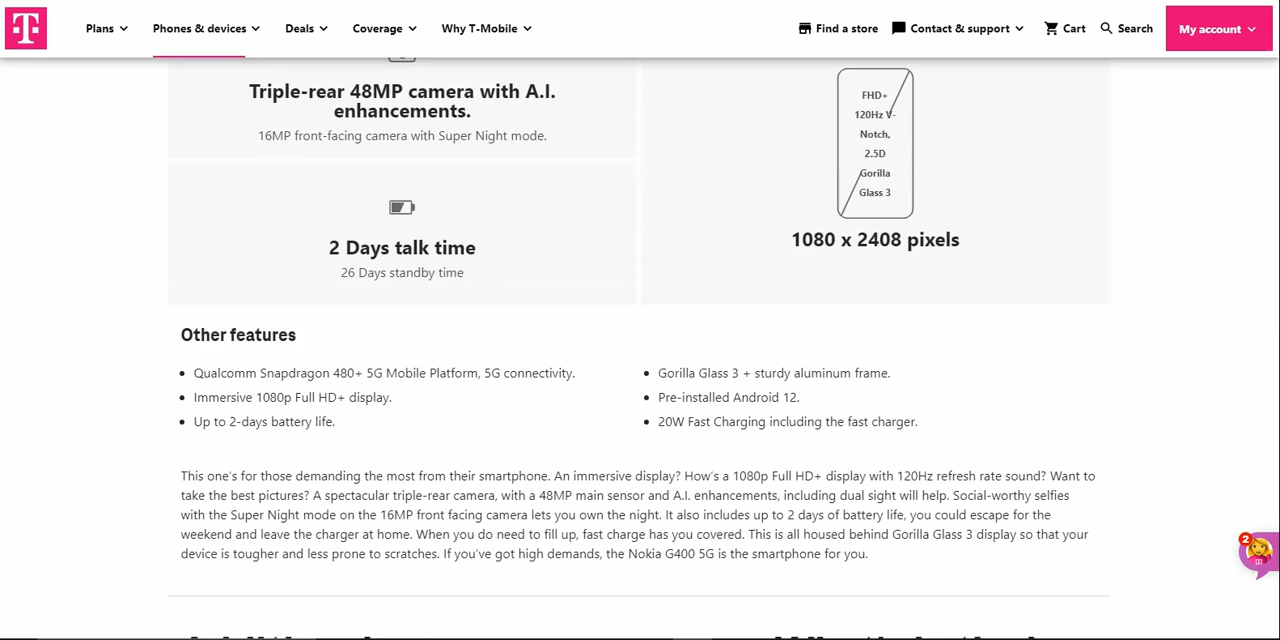 T
Plans
Phones & devices
Deals
Coverage
Why T-Mobile
Find a store
Contact & support
Cart
Search
My account
Triple-rear 48MP camera with A.I.
enhancements.
16MP front-facing camera with Super Night mode.
2 Days talk time
26 Days standby time
FHD+
120Hz V-
Notch,
2.5D
Gorilla
Glass 3
1080 x 2408 pixels
Other features
Qualcomm Snapdragon 480+ 5G Mobile Platform, 5G connectivity.
Immersive 1080p Full HD+ display.
Up to 2-days battery life.
Gorilla Glass 3 + sturdy aluminum frame.
Pre-installed Android 12.
20W Fast Charging including the fast charger.
This one's for those demanding the most from their smartphone. An immersive display? How's a 1080p Full HD+ display with 120Hz refresh rate sound? Want to
take the best pictures? A spectacular triple-rear camera, with a 48MP main sensor and A.I. enhancements, including dual sight will help. Social-worthy selfies
with the Super Night mode on the 16MP front facing camera lets you own the night. It also includes up to 2 days of battery life, you could escape for the
weekend and leave the charger at home. When you do need to fill up, fast charge has you covered. This is all housed behind Gorilla Glass 3 display so that your
device is tougher and less prone to scratches. If you've got high demands, the Nokia G400 5G is the smartphone for you.
2